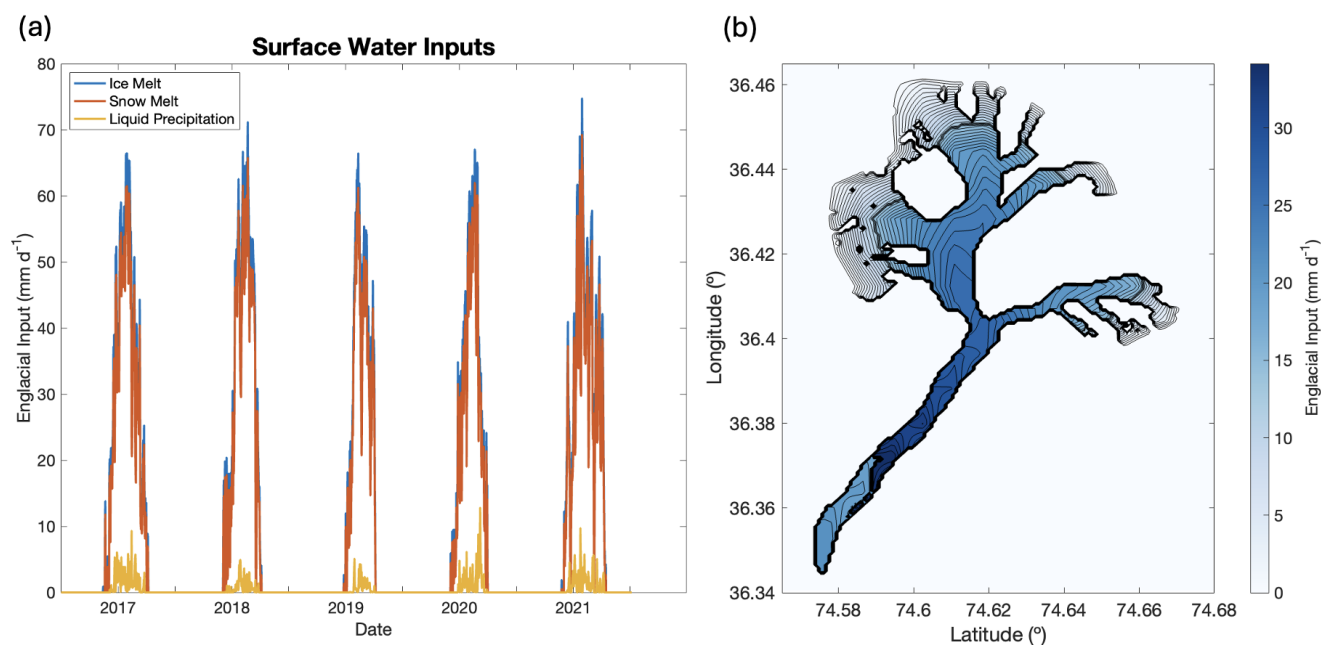 (a)
Surface Water Inputs
80
70
60
50
40
30
20
10
0
Englacial Input (mm d⁻¹)
Ice Melt
Snow Melt
Liquid Precipitation
2017 2018 2019 2020 2021
Date
(b)
36.46
36.44
36.42
36.4
36.38
36.36
36.34
Longitude (º)
74.58 74.6 74.62 74.64 74.66 74.68
Latitude (º)
30
25
20
15
10
5
0
Englacial Input (mm d⁻¹)